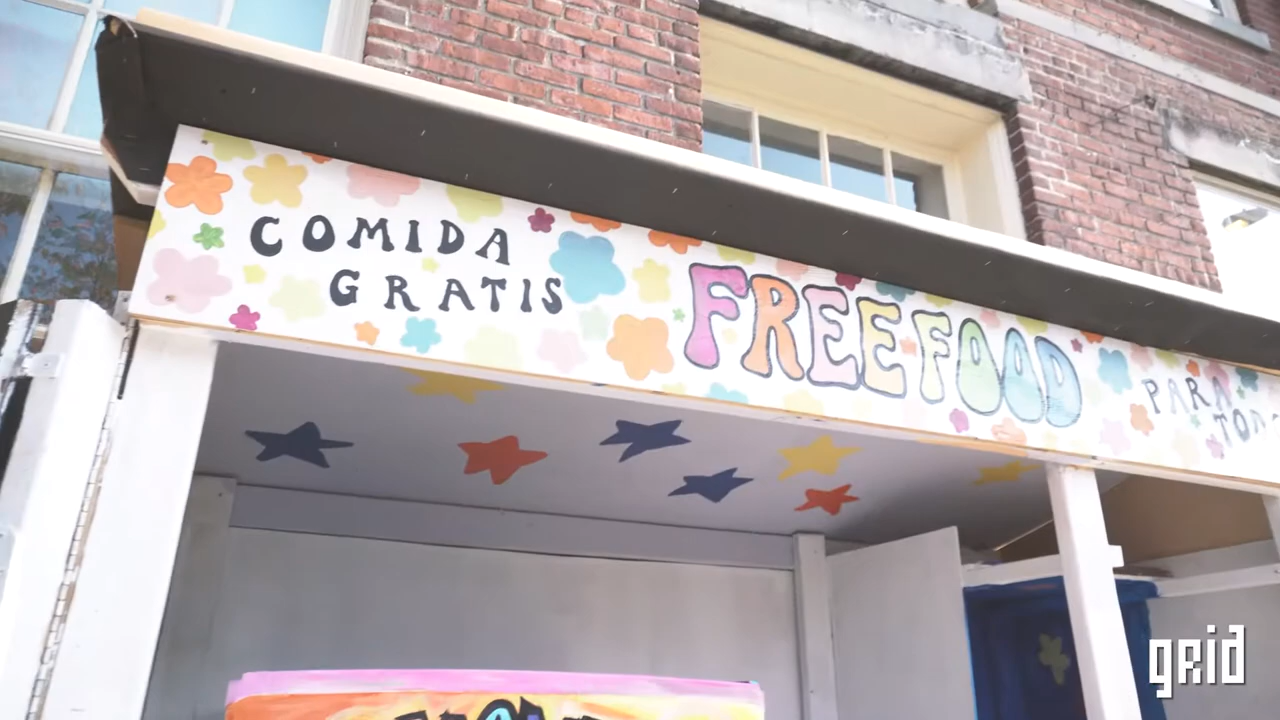 COMIDA
GRATIS
FREE FOOD
PARA
grid